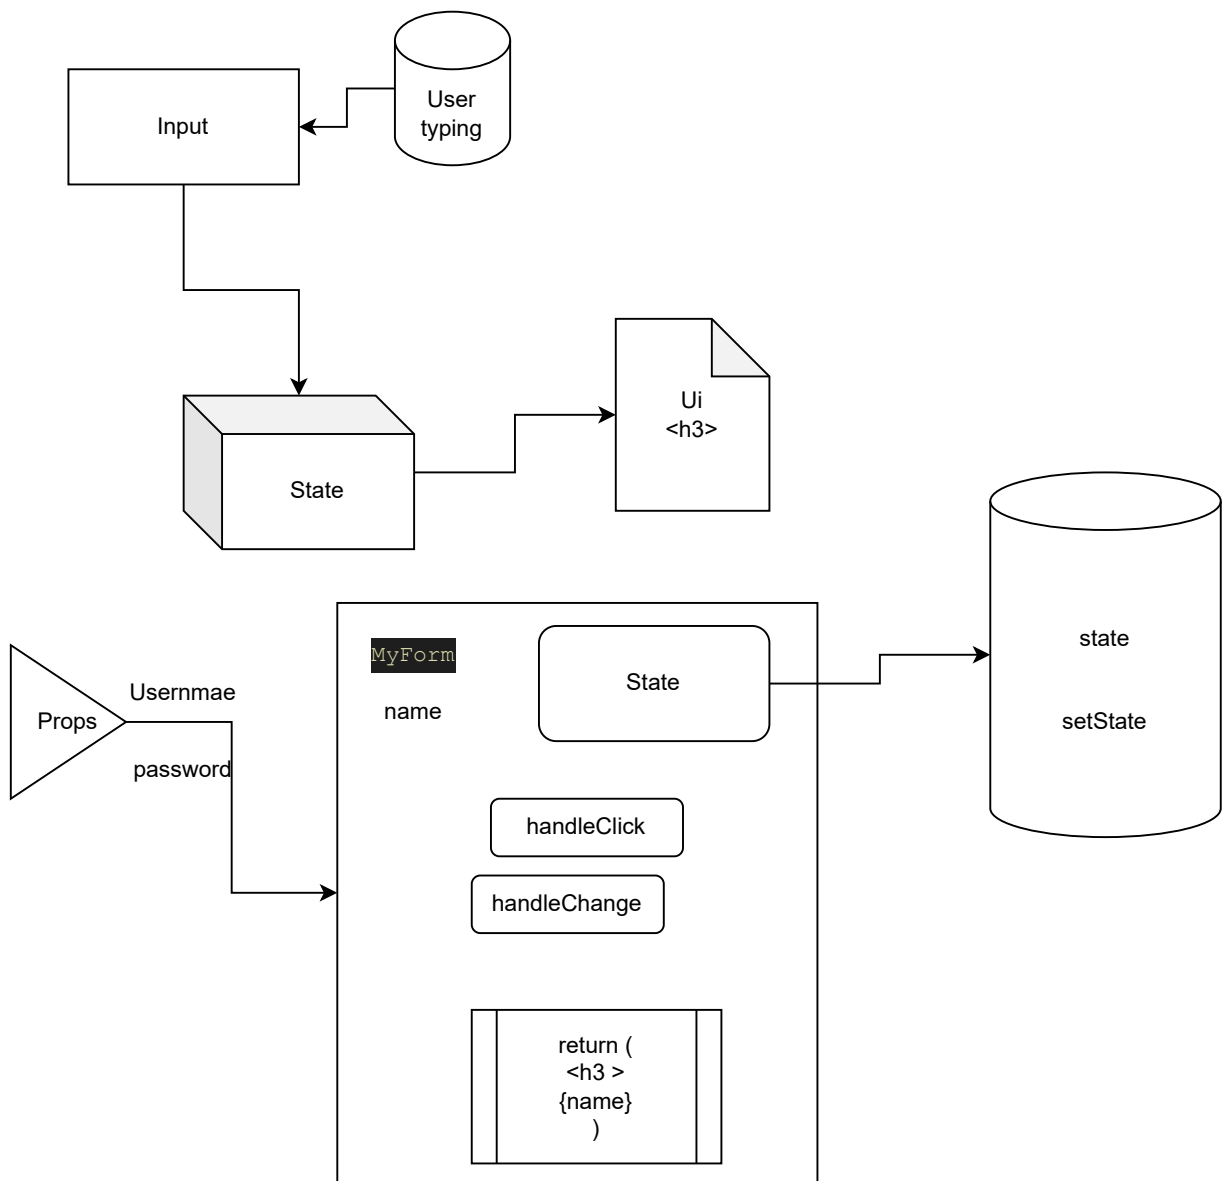 User
typing
Input
Ui
<h3>
State
state
setState
MyForm
name
State
Usernmae
Props
password
handleClick
handleChange
return (
<h3 >
{name}
)